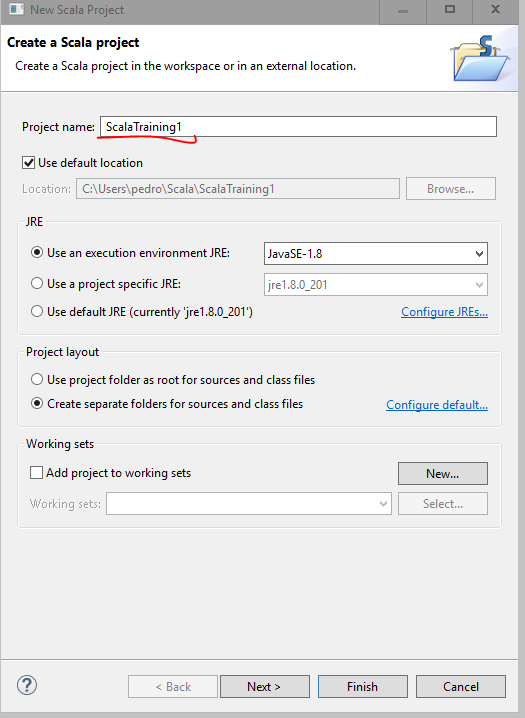 New Scala Project
Create a Scala project
Create a Scala project in the workspace or in an external location.
Project name: ScalaTraining1
Use default location
Location: C:\Users\pedro\Scala\ScalaTraining1 Browse...
JRE
Use an execution environment JRE: JavaSE-1.8
Use a project specific JRE: jre1.8.0_201
Use default JRE (currently 'jre1.8.0_201') Configure JREs...
Project layout
Use project folder as root for sources and class files
Create separate folders for sources and class files Configure default...
Working sets
Add project to working sets New...
Working sets: Select...
? < Back Next > Finish Cancel